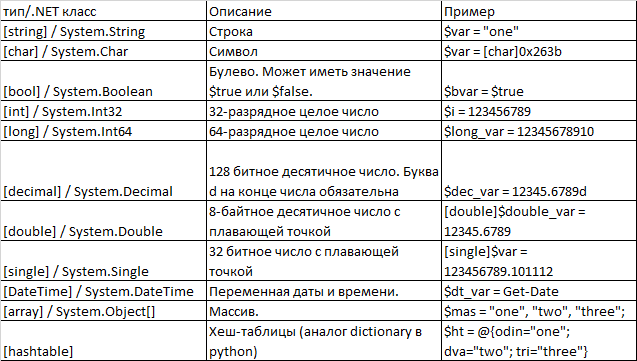 тип/.NET класс Описание Пример
[string] / System.String Строка $var = "one"
[char] / System.Char Символ $var = [char]0x263b
Булево. Может иметь значение
[bool] / System.Boolean $true или $false. $bvar = $true
[int] / System.Int32 32-разрядное целое число $i = 123456789
[long] / System.Int64 64-разрядное целое число $long_var = 12345678910
128 битное десятичное число. Буква
[decimal] / System.Decimal d на конце числа обязательна $dec_var = 12345.6789d
8-байтное десятичное число с [double]$double_var =
[double] / System.Double плавающей точкой 12345.6789
32 битное число с плавающей [single]$var =
[single] / System.Single точкой 123456789.101112
[DateTime] / System.DateTime Переменная даты и времени. $dt_var = Get-Date
[array] / System.Object[] Массив. $mas = "one", "two", "three";
Хеш-таблицы (аналог dictionary в $ht = @{odin="one";
[hashtable] python) dva="two"; tri="three"}